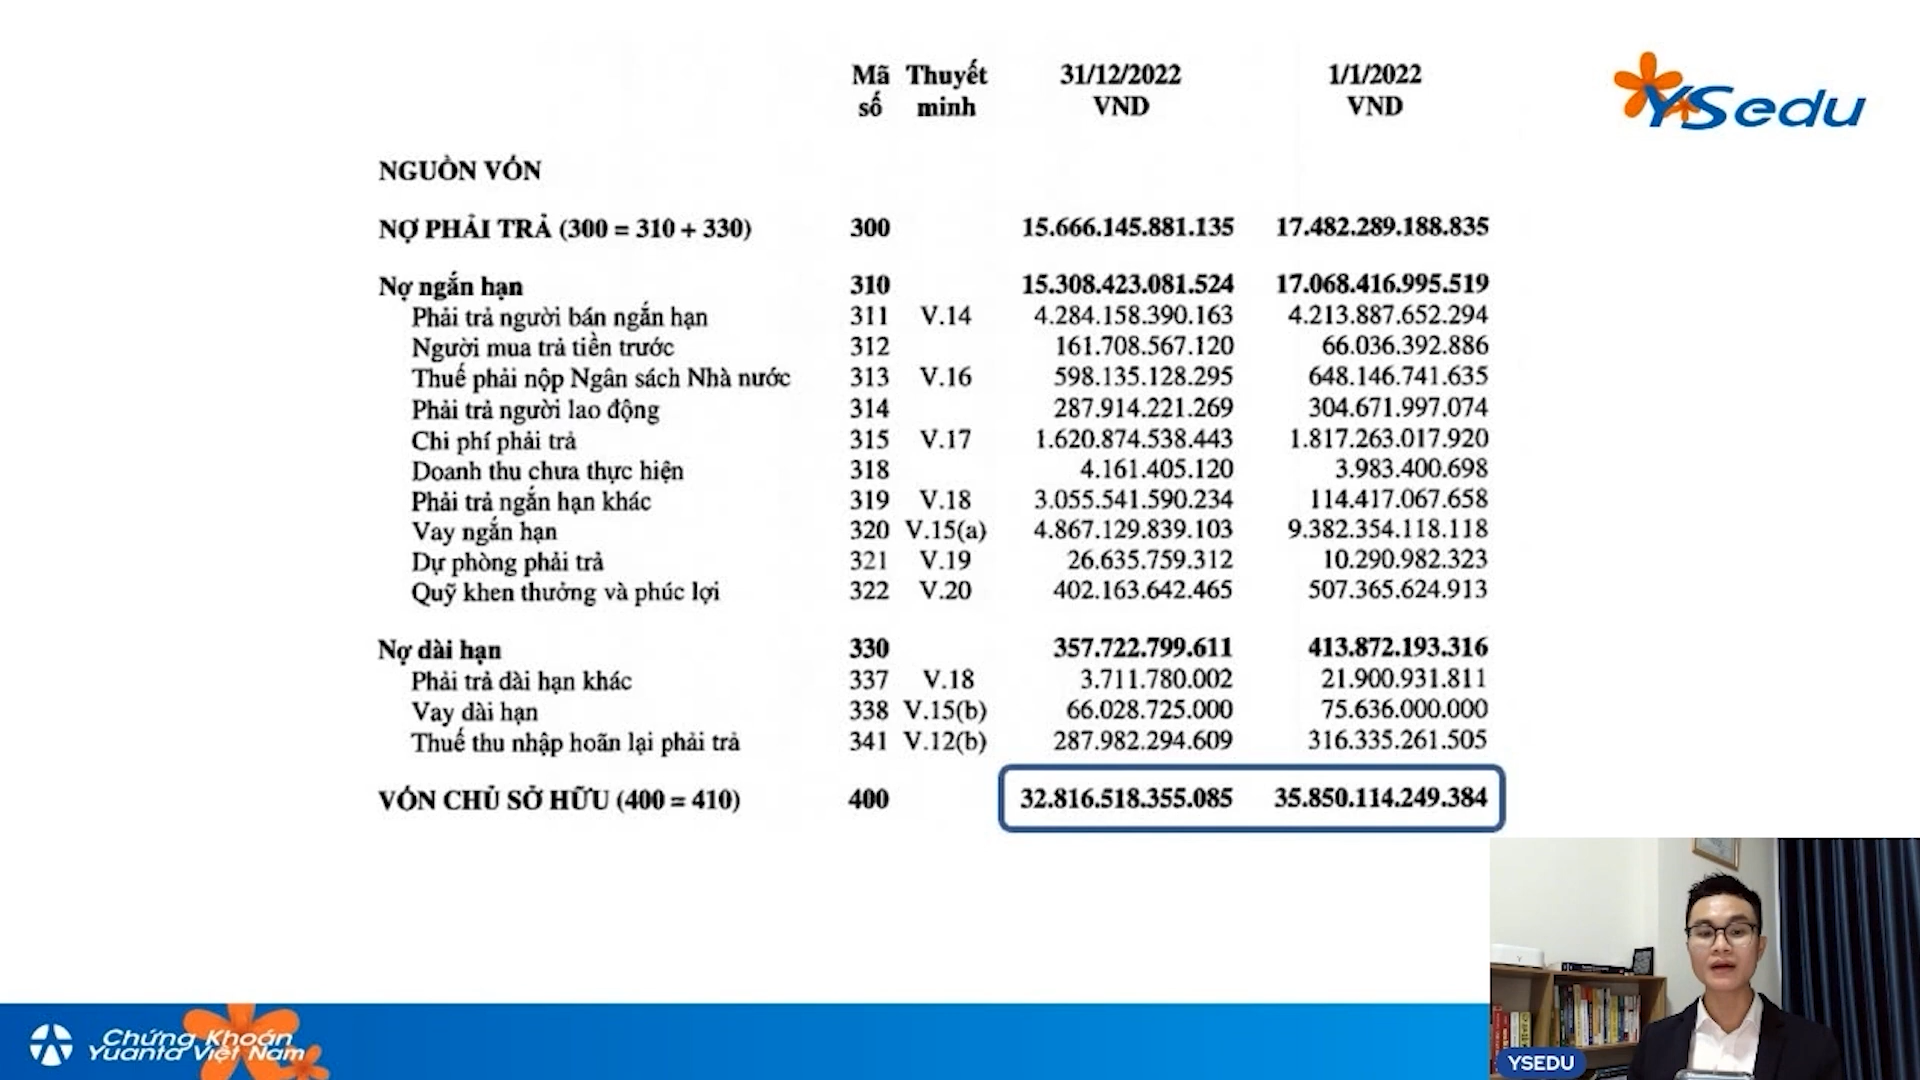 Mã Thuyết 31/12/2022 1/1/2022
số minh VND VND
YSedu
NGUỒN VỐN
NỢ PHẢI TRẢ (300 = 310 + 330) 300 15.666.145.881.135 17.482.289.188.835
Nợ ngắn hạn 310 15.308.423.081.524 17.068.416.995.519
Phải trả người bán ngắn hạn 311 V.14 4.284.158.390.163 4.213.887.652.294
Người mua trả tiền trước 312 161.708.567.120 66.036.392.886
Thuế phải nộp Ngân sách Nhà nước 313 V.16 598.135.128.295 648.146.741.635
Phải trả người lao động 314 287.914.221.269 304.671.997.074
Chi phí phải trả 315 V.17 1.620.874.538.443 1.817.263.017.920
Doanh thu chưa thực hiện 318 4.161.405.120 3.983.400.698
Phải trả ngắn hạn khác 319 V.18 3.055.541.590.234 114.417.067.658
Vay ngắn hạn 320 V.15(a) 4.867.129.839.103 9.382.354.118.118
Dự phòng phải trả 321 V.19 26.635.759.312 10.290.982.323
Quỹ khen thưởng và phúc lợi 322 V.20 402.163.642.465 507.365.624.913
Nợ dài hạn 330 357.722.799.611 413.872.193.316
Phải trả dài hạn khác 337 V.18 3.711.780.002 21.900.931.811
Vay dài hạn 338 V.15(b) 66.028.725.000 75.636.000.000
Thuế thu nhập hoãn lại phải trả 341 V.12(b) 287.982.294.609 316.335.261.505
VỐN CHỦ SỞ HỮU (400 = 410) 400 32.816.518.355.085 35.850.114.249.384
Chứng Khoán
Yuanta Việt Nam
YSEDU